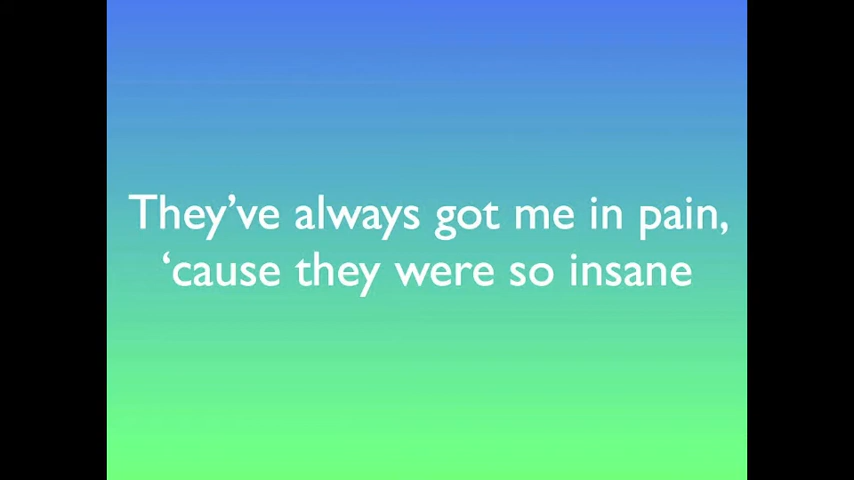 They’ve always got me in pain,
‘cause they were so insane